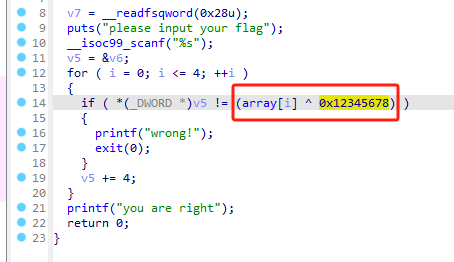 8 v7 = __readfsqword(0x28u);
9 puts("please input your flag");
10 __isoc99_scanf("%s");
11 v5 = &v6;
12 for ( i = 0; i <= 4; ++i )
13 {
14 if ( *(_DWORD *)v5 != (array[i] ^ 0x12345678) )
15 {
16 printf("wrong!");
17 exit(0);
18 }
19 v5 += 4;
20 }
21 printf("you are right");
22 return 0;
23 }